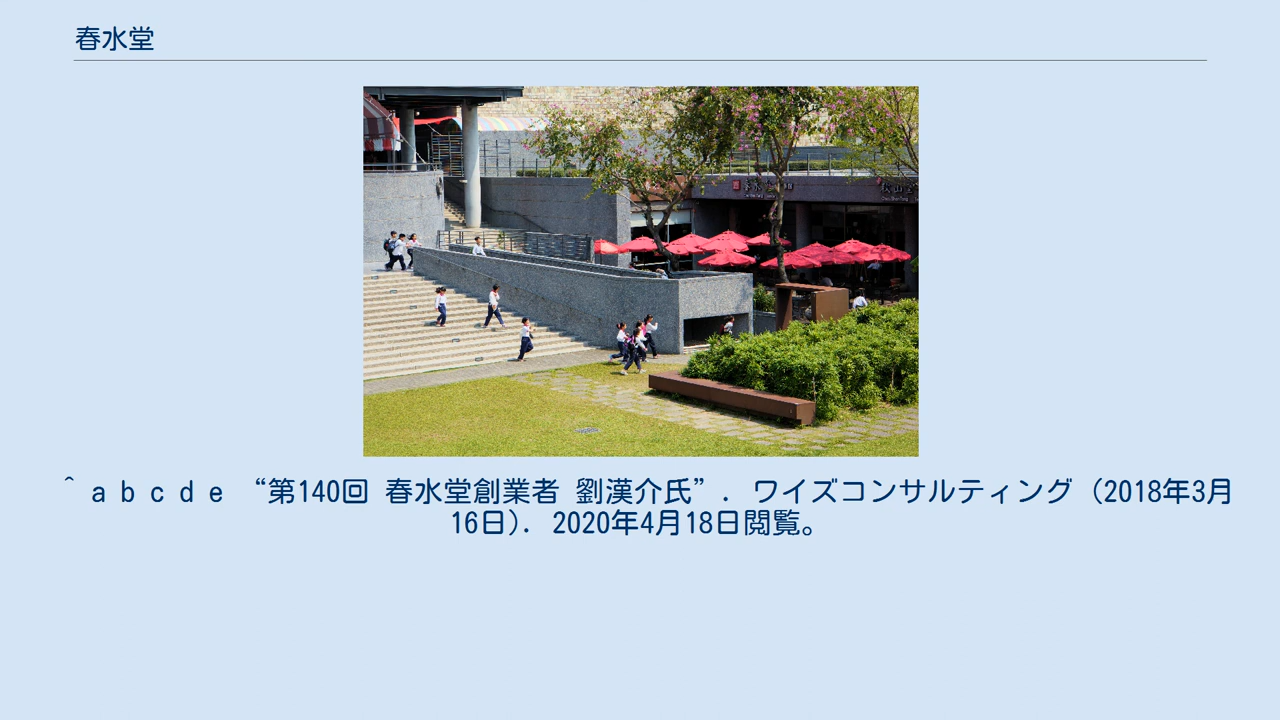 春水堂
^ a b c d e “第140回 春水堂創業者 劉漢介氏”. ワイズコンサルティング (2018年3月
16日). 2020年4月18日閲覧。